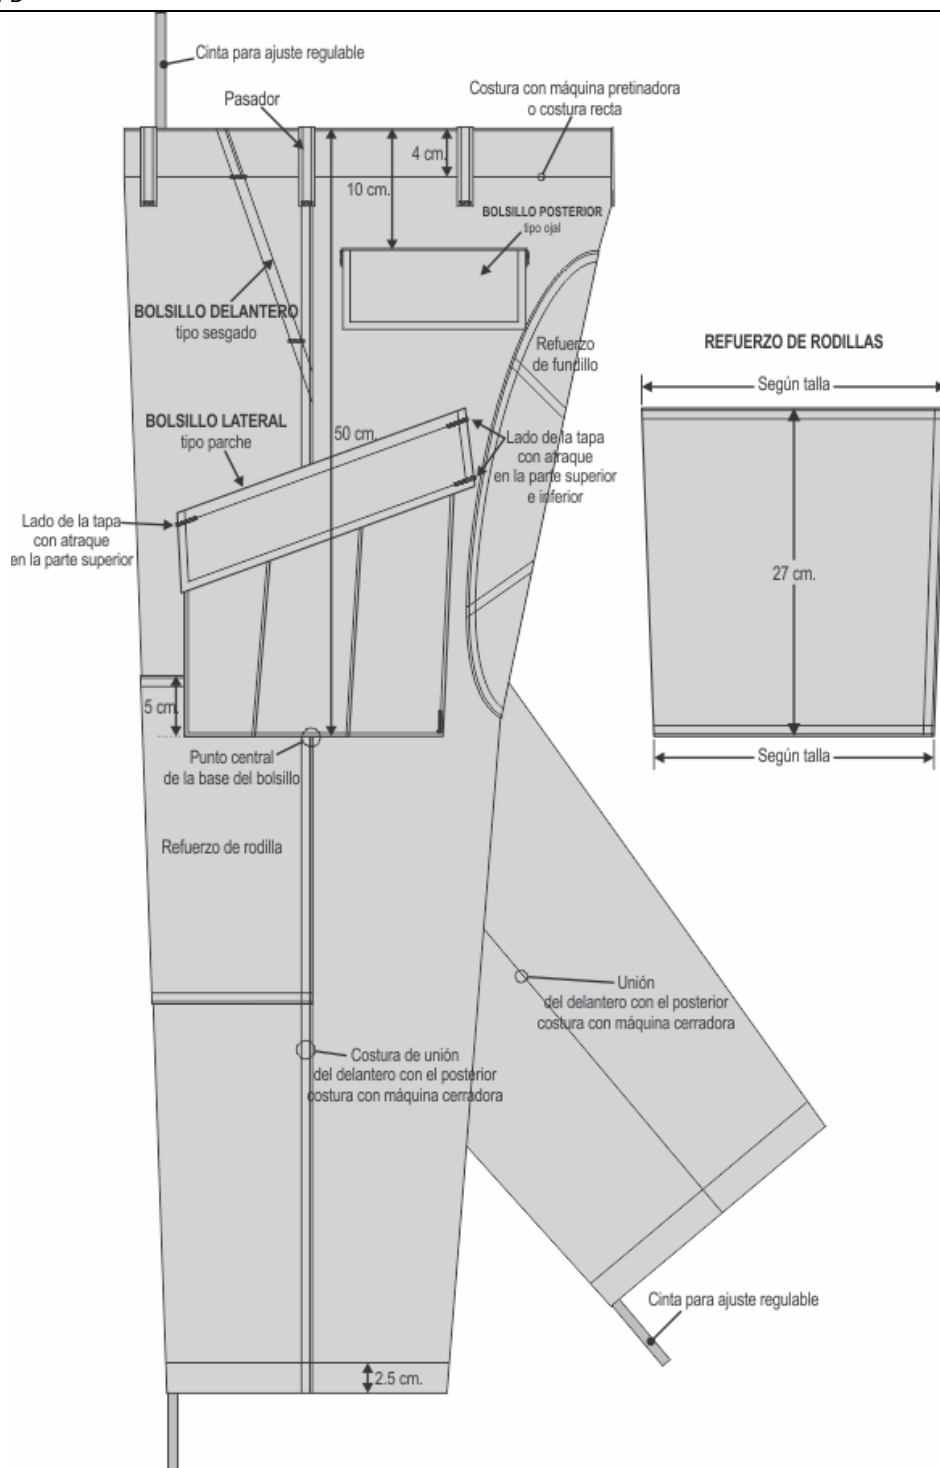 Cinta para ajuste regulable
Pasador
Costura con máquina pretinadora
o costura recta
4 cm.
10 cm.
BOLSILLO POSTERIOR
tipo ojal
BOLSILLO DELANTERO
tipo sesgado
Refuerzo
de fundillo
REFUERZO DE RODILLAS
Según talla
BOLSILLO LATERAL
tipo parche
50 cm.
Lado de la tapa
con atraque
en la parte superior
e inferior
Lado de la tapa
con atraque
en la parte superior
27 cm.
5 cm.
Punto central
de la base del bolsillo
Según talla
Refuerzo de rodilla
Unión
del delantero con el posterior
costura con máquina cerradora
Costura de unión
del delantero con el posterior
costura con máquina cerradora
Cinta para ajuste regulable
2.5 cm.